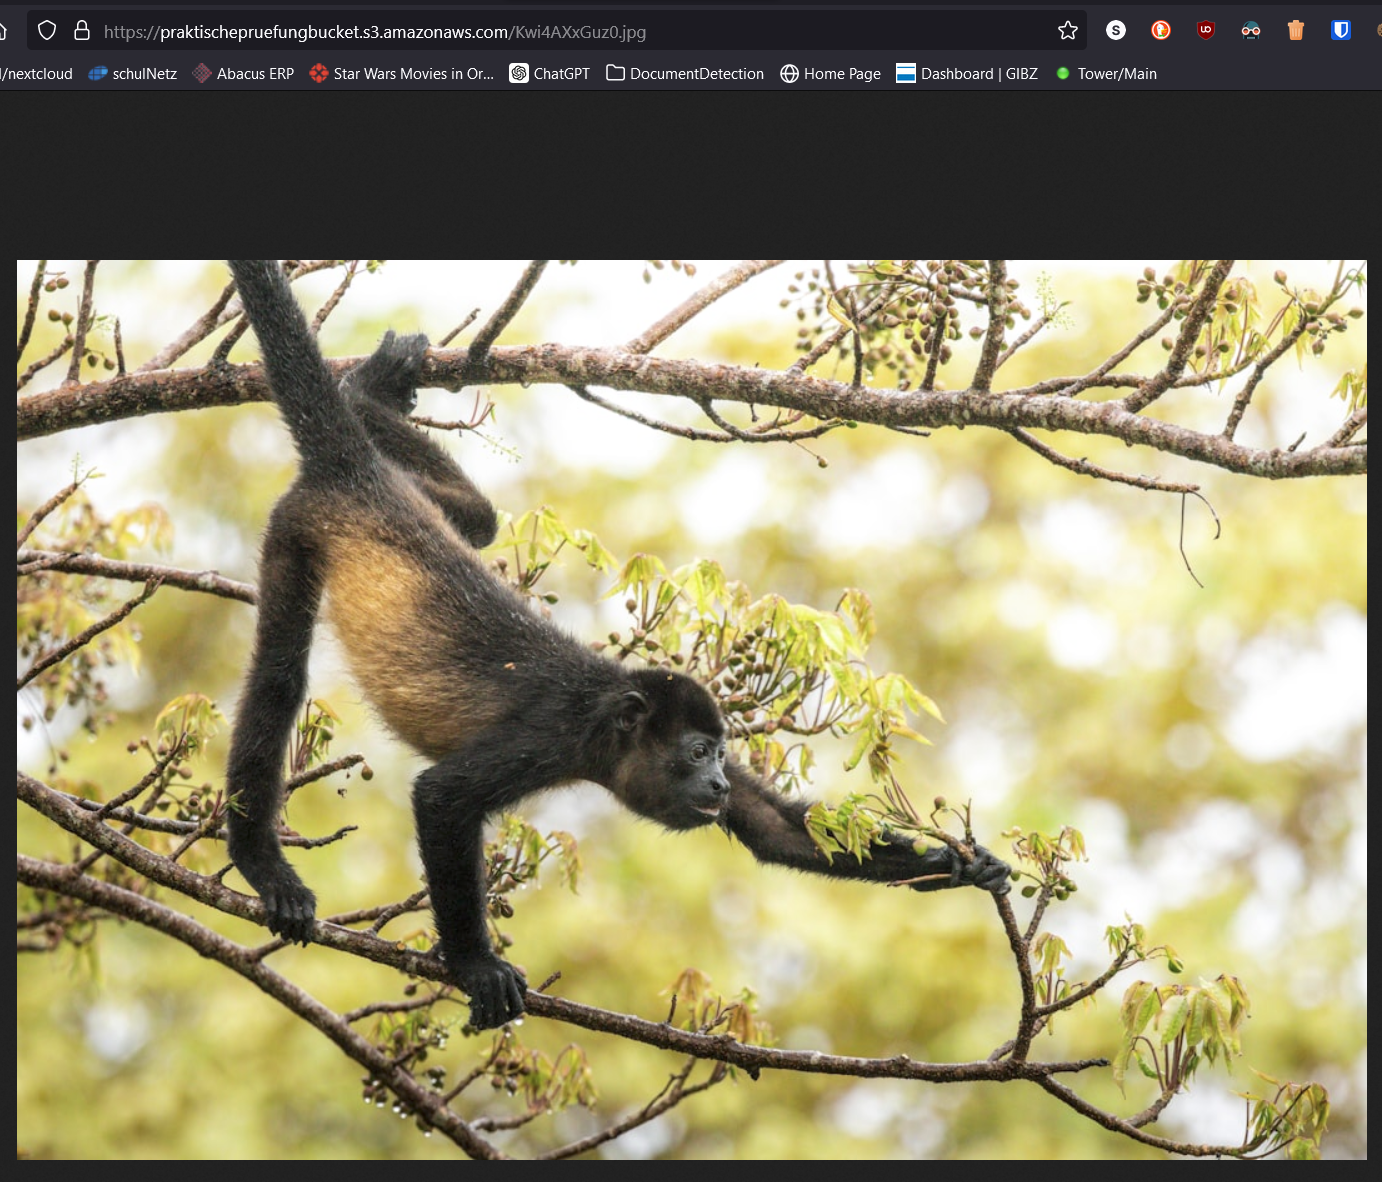 https://praktischepruefungbucket.s3.amazonaws.com/Kwi4AXxGuz0.jpg
S
UD
/nextcloud schulNetz Abacus ERP Star Wars Movies in Or... ChatGPT DocumentDetection Home Page Dashboard | GIBZ Tower/Main